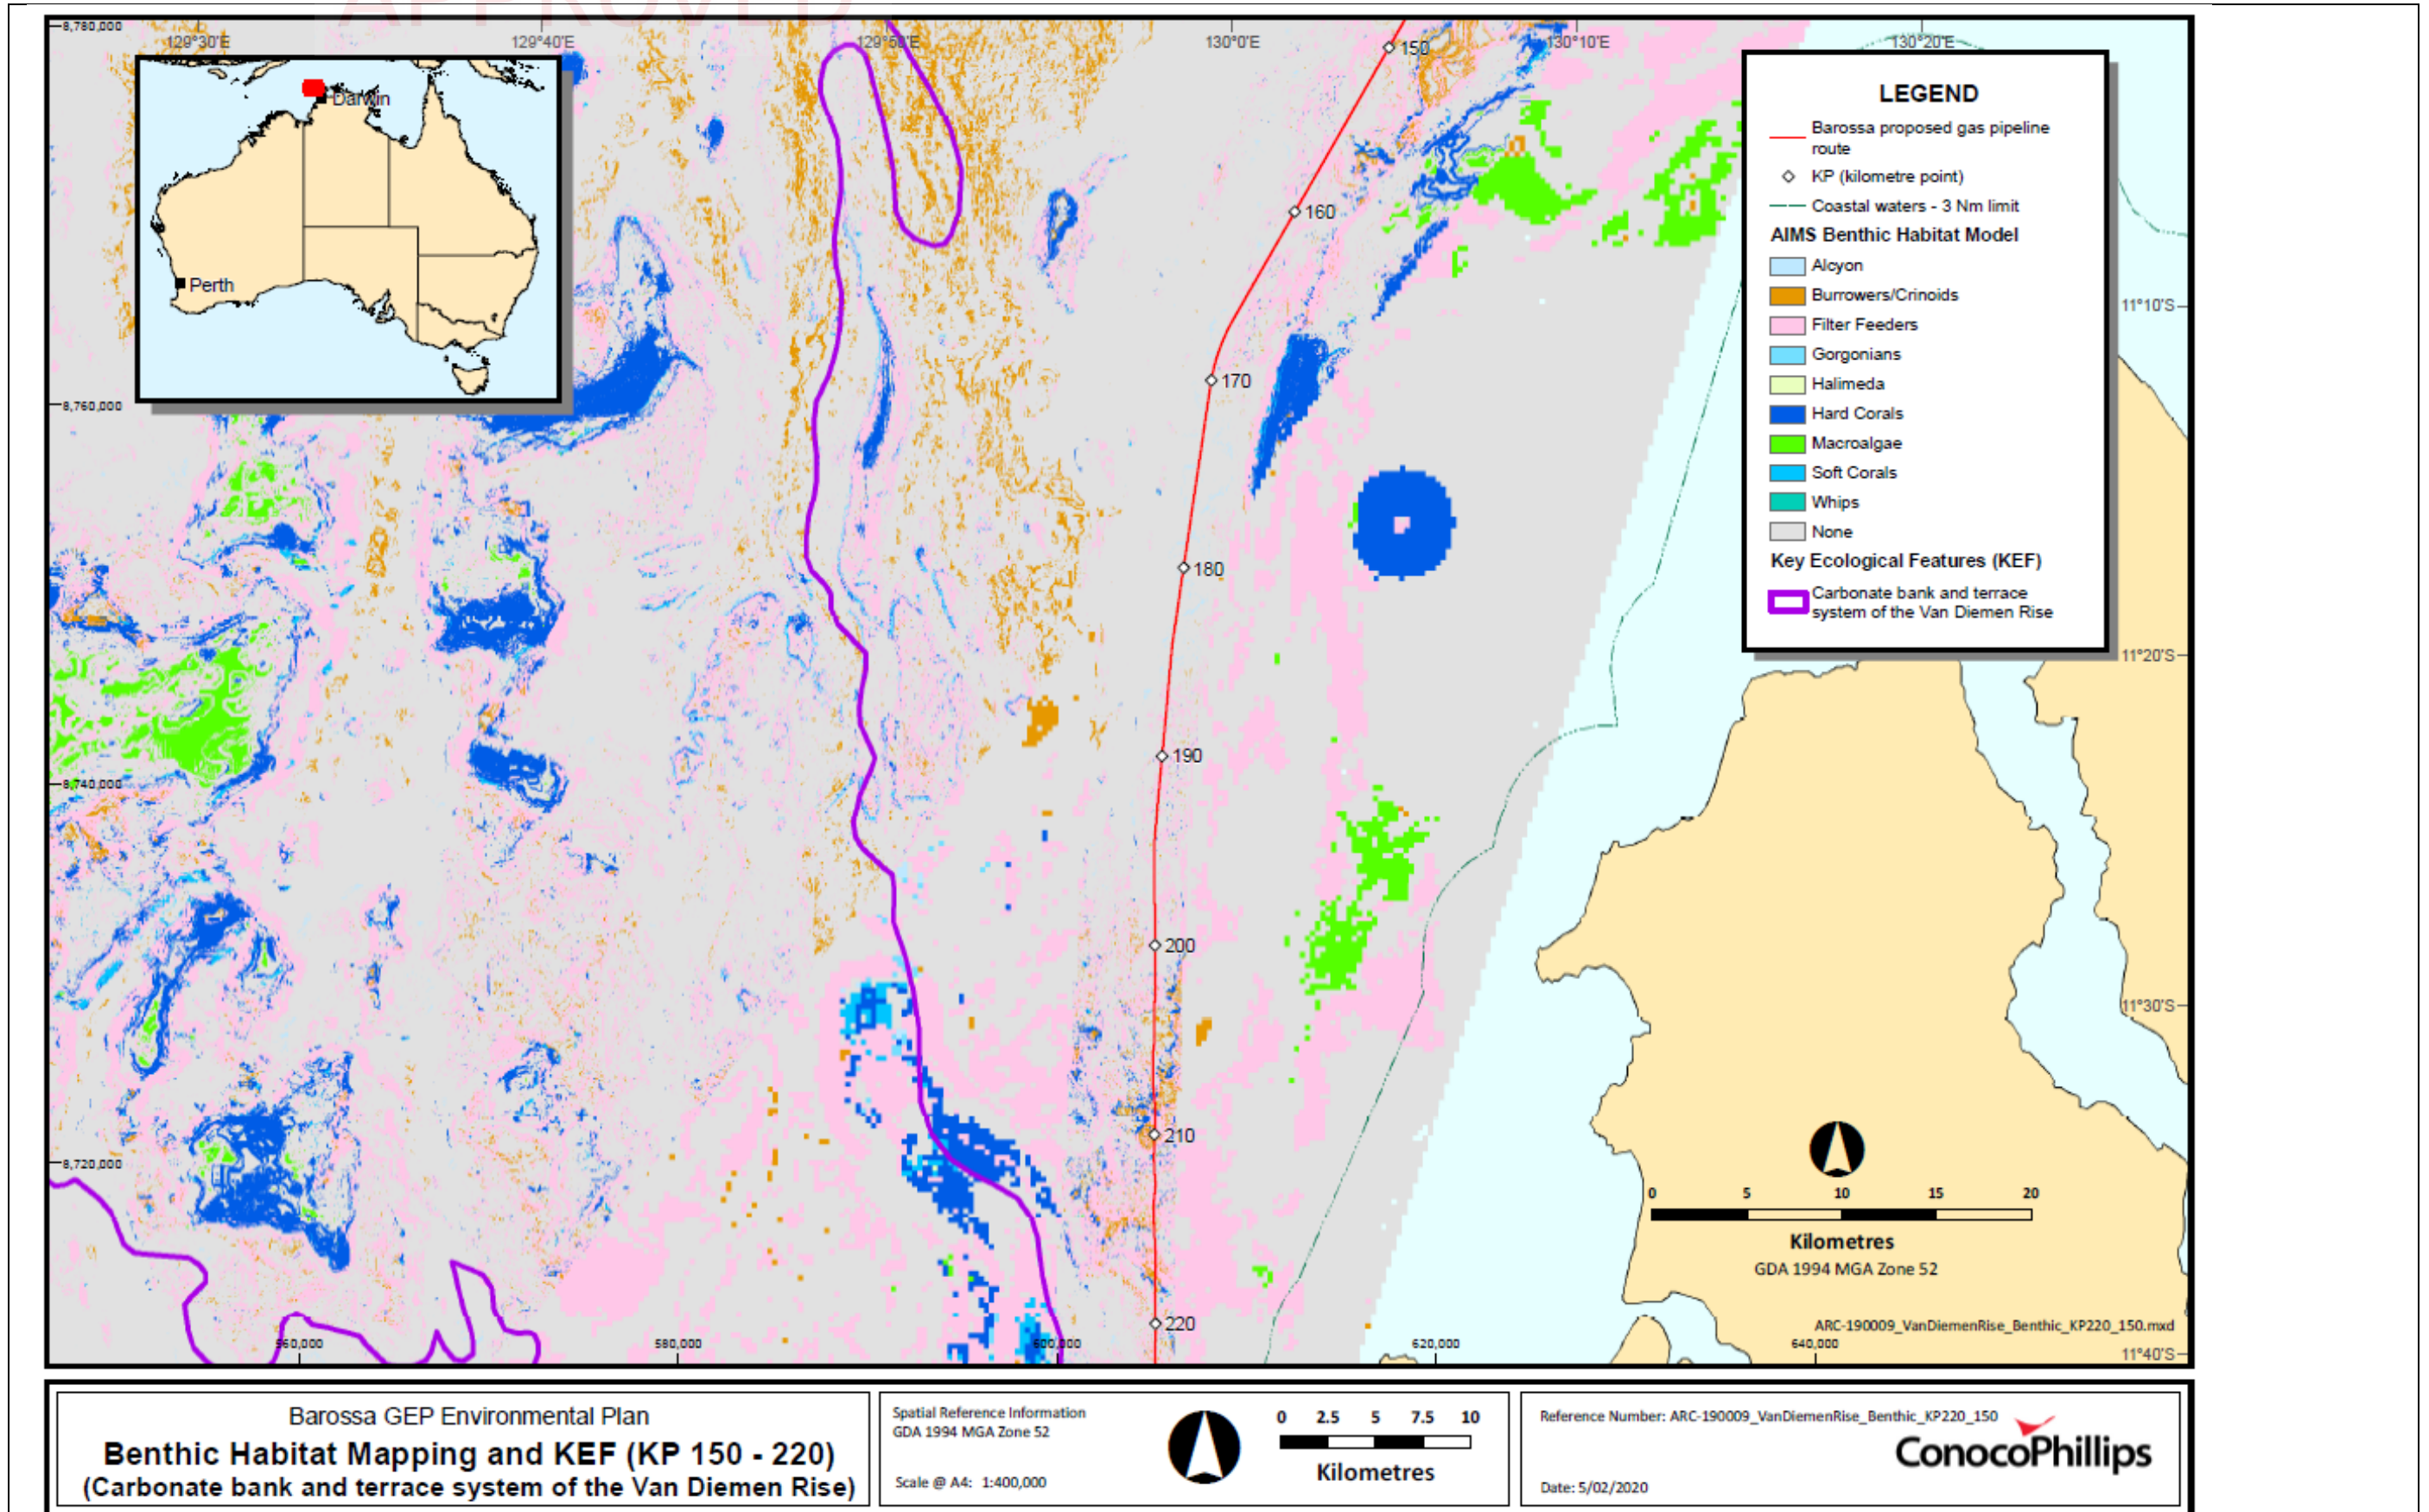 APPROVED
8,780,000
129°30'E
129°40'E
129°50'E
130°0'E
130°10'E
130°20'E
Darwin
Perth
150
160
170
180
190
200
210
220
8,760,000
8,740,000
8,720,000
11°10'S
11°20'S
11°30'S
11°40'S
LEGEND
Barossa proposed gas pipeline
route
KP (kilometre point)
Coastal waters - 3 Nm limit
AIMS Benthic Habitat Model
Alcyon
Burrowers/Crinoids
Filter Feeders
Gorgonians
Halimeda
Hard Corals
Macroalgae
Soft Corals
Whips
None
Key Ecological Features (KEF)
Carbonate bank and terrace
system of the Van Diemen Rise
0 5 10 15 20
Kilometres
GDA 1994 MGA Zone 52
ARC-190009_VanDiemenRise_Benthic_KP220_150.mxd
560,000
580,000
600,000
620,000
640,000
Barossa GEP Environmental Plan
Benthic Habitat Mapping and KEF (KP 150 - 220)
(Carbonate bank and terrace system of the Van Diemen Rise)
Spatial Reference Information
GDA 1994 MGA Zone 52
Scale @ A4: 1:400,000
0 2.5 5 7.5 10
Kilometres
Reference Number: ARC-190009_VanDiemenRise_Benthic_KP220_150
ConocoPhillips
Date: 5/02/2020